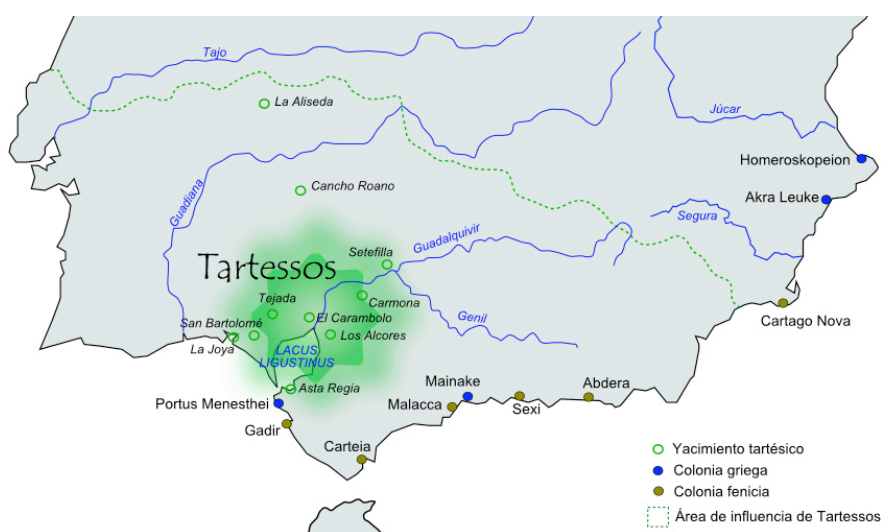 Tajo
La Aliseda
Júcar
Homeroskopeion
Cancho Roano
Akra Leuke
Guadiana
Segura
Guadalquivir
Setefilla
Tartessos
Tejada
Carmona
Cartago Nova
El Carambolo
Genil
San Bartolomé
Los Alcores
La Joya
LACUS
LIGUSTINUS
Asta Regia
Mainake
Abdera
Portus Menesthei
Malacca
Sexi
Gadir
Carteia
Yacimiento tartésico
Colonia griega
Colonia fenicia
Área de influencia de Tartessos